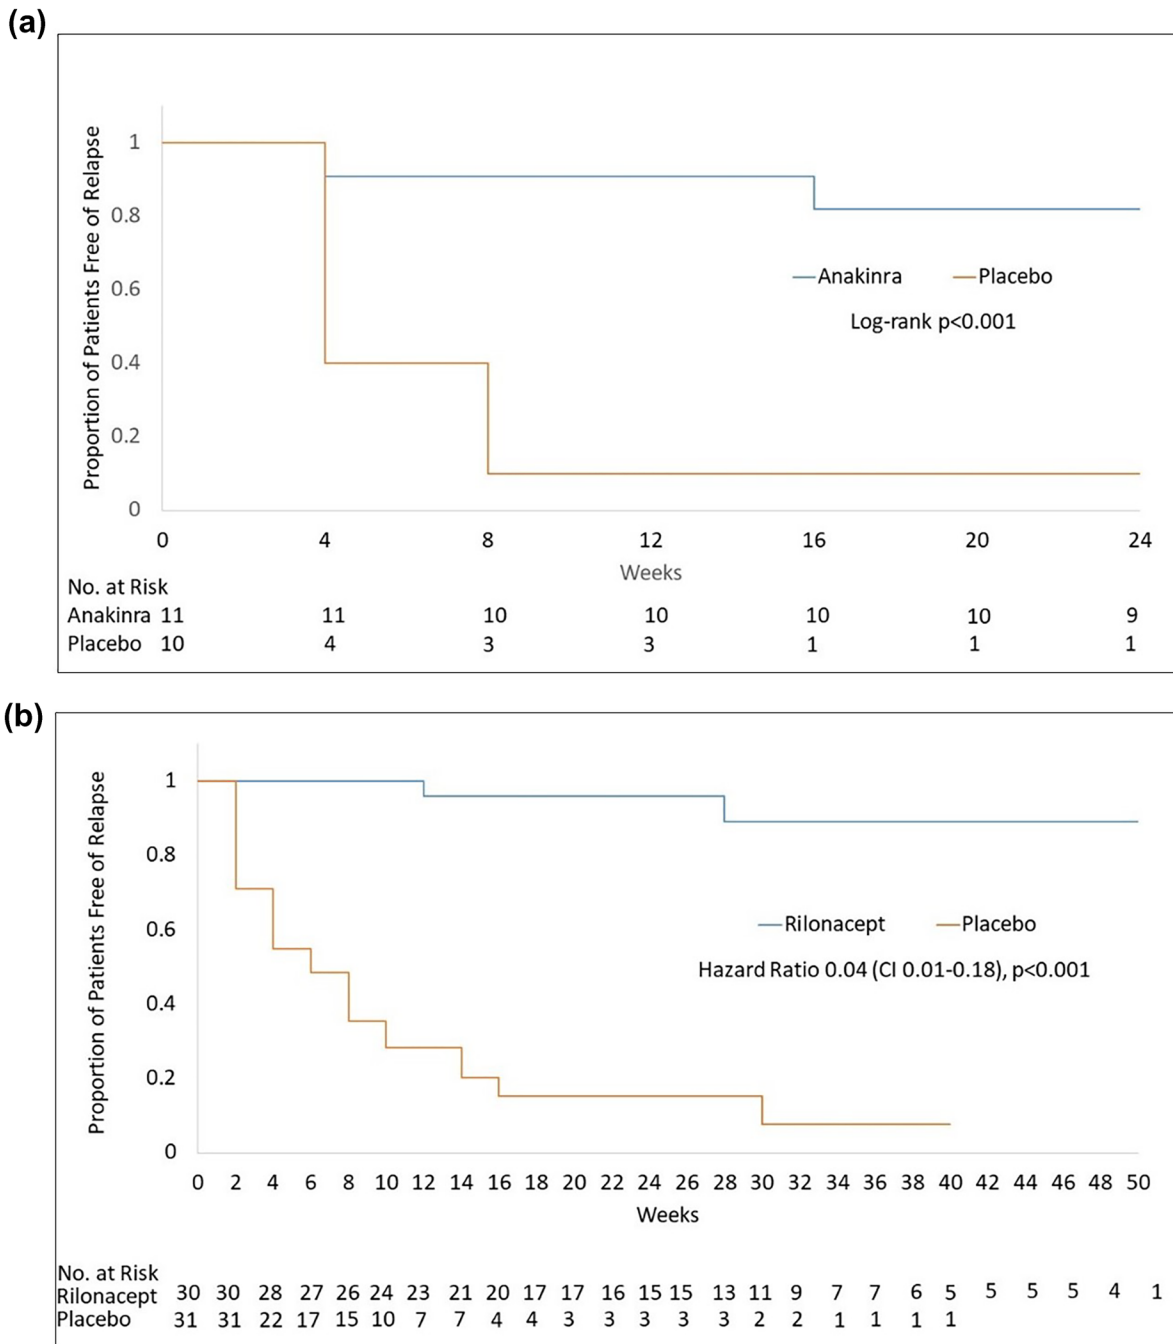 (a)
Proportion of Patients Free of Relapse
1
0.8
0.6
0.4
0.2
0
Anakinra Placebo
Log-rank p<0.001
0 4 8 12 16 20 24
Weeks
No. at Risk
Anakinra 11 11 10 10 10 10 9
Placebo 10 4 3 3 1 1 1
(b)
Proportion of Patients Free of Relapse
1
0.8
0.6
0.4
0.2
0
Rilonacept Placebo
Hazard Ratio 0.04 (CI 0.01-0.18), p<0.001
0 2 4 6 8 10 12 14 16 18 20 22 24 26 28 30 32 34 36 38 40 42 44 46 48 50
Weeks
No. at Risk
Rilonacept 30 30 28 27 26 24 23 21 20 17 17 16 15 15 13 11 9 7 7 6 5 5 5 5 4 1
Placebo 31 31 22 17 15 10 7 7 4 4 3 3 3 3 3 2 2 1 1 1 1